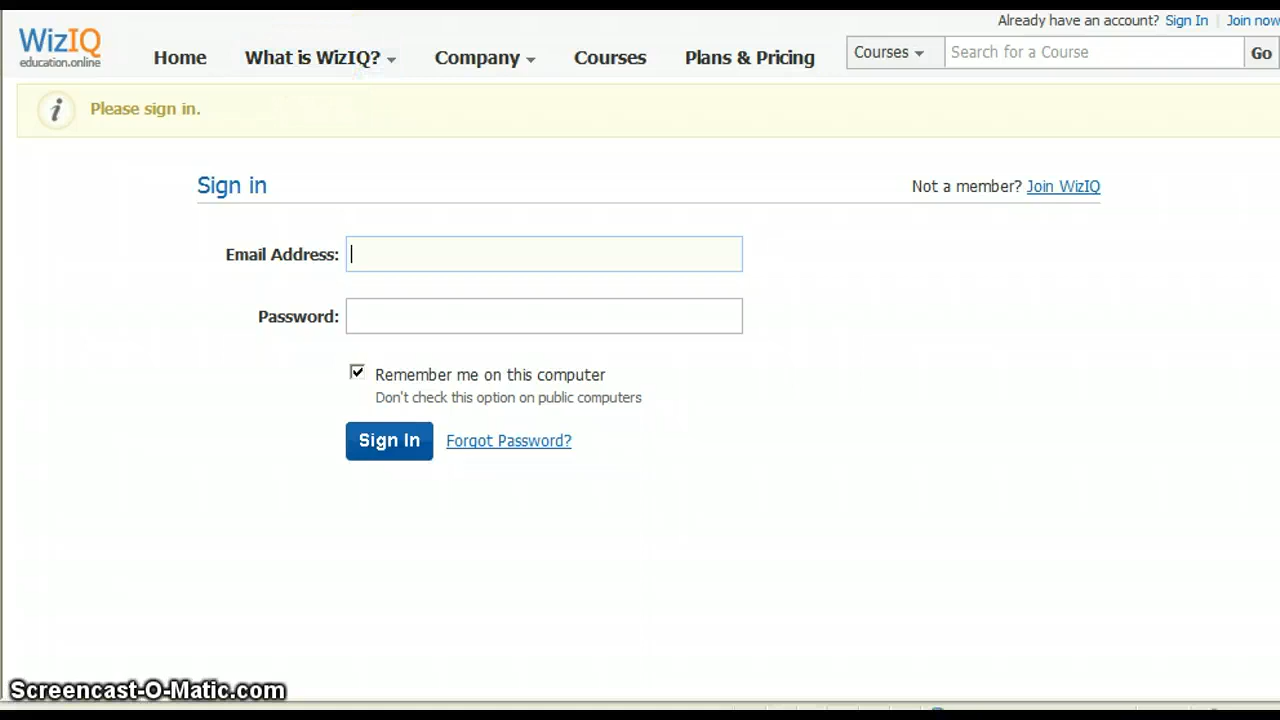 Already have an account? Sign In | Join now
WizIQ
education.online
Home What is WizIQ? Company Courses Plans & Pricing Courses Search for a Course Go
i Please sign in.
Sign in Not a member? Join WizIQ
Email Address:
Password:
Remember me on this computer
Don't check this option on public computers
Sign In Forgot Password?
Screencast-O-Matic.com